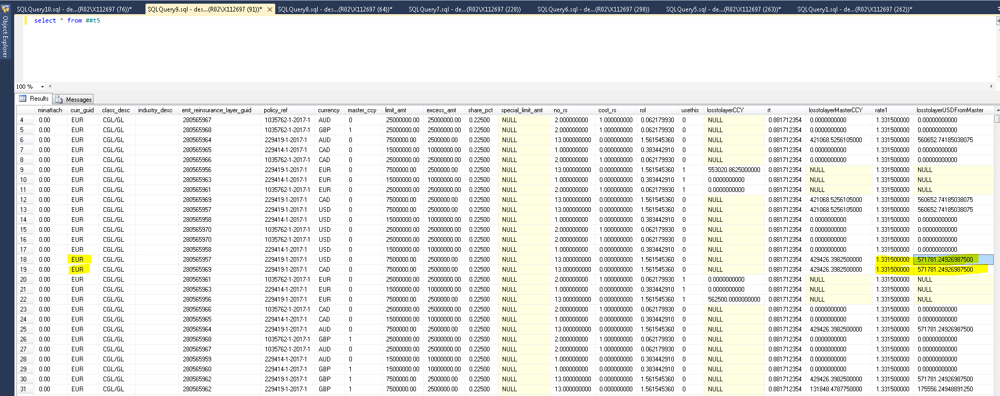 SQLQuery10.sql - de...(R02\X112697 (76))* SQLQuery9.sql - des...(R02\X112697 (91))* SQLQuery8.sql - des...(R02\X112697 (64))* SQLQuery7.sql - de...(R02\X112697 (228)) SQLQuery6.sql - de...(R02\X112697 (298)) SQLQuery5.sql - de...(R02\X112697 (263))* SQLQuery1.sql - de...(R02\X112697 (262))*
Object Explorer
select * from ##t5
100 %
Results Messages
minattach curr_guid class_desc industry_desc emt_reinsurance_layer_guid policy_ref currency master_ccy limit_amt excess_amt share_pct special_limit_amt no_rs cost_rs rol usethis losstolayerCCY rt losstolayerMasterCCY rate1 losstolayerUSDFromMaster
4 0.00 EUR CGL/GL 280565967 1035762-1-2017-1 AUD 0 25000000.00 25000000.00 0.22500 NULL 2.000000000 1.000000000 0.062179930 0 NULL 0.881712354 0.0000000000 1.331500000 0.00000000000
5 0.00 EUR CGL/GL 280565968 1035762-1-2017-1 GBP 1 25000000.00 25000000.00 0.22500 NULL 2.000000000 1.000000000 0.062179930 0 NULL 0.881712354 0.0000000000 1.331500000 0.00000000000
6 0.00 EUR CGL/GL 280565964 229419-1-2017-1 AUD 0 7500000.00 2500000.00 0.22500 NULL 13.000000000 0.000000000 1.561545360 0 NULL 0.881712354 421068.5256105000 1.331500000 560652.74185038075
7 0.00 EUR CGL/GL 280565965 229414-1-2017-1 CAD 0 15000000.00 10000000.00 0.22500 NULL 1.000000000 0.000000000 0.383442910 0 NULL 0.881712354 0.0000000000 1.331500000 0.00000000000
8 0.00 EUR CGL/GL 280565966 1035762-1-2017-1 CAD 0 25000000.00 25000000.00 0.22500 NULL 2.000000000 1.000000000 0.062179930 0 NULL 0.881712354 0.0000000000 1.331500000 0.00000000000
9 0.00 EUR CGL/GL 280565956 229419-1-2017-1 EUR 0 7500000.00 2500000.00 0.22500 NULL 13.000000000 0.000000000 1.561545360 1 553020.8625000000 0.881712354 NULL 1.331500000 NULL
10 0.00 EUR CGL/GL 280565963 229414-1-2017-1 EUR 0 15000000.00 10000000.00 0.22500 NULL 1.000000000 0.000000000 0.383442910 1 0.0000000000 0.881712354 NULL 1.331500000 NULL
11 0.00 EUR CGL/GL 280565961 1035762-1-2017-1 EUR 0 25000000.00 25000000.00 0.22500 NULL 2.000000000 1.000000000 0.062179930 1 0.0000000000 0.881712354 NULL 1.331500000 NULL
12 0.00 EUR CGL/GL 280565969 229419-1-2017-1 CAD 0 7500000.00 2500000.00 0.22500 NULL 13.000000000 0.000000000 1.561545360 0 NULL 0.881712354 421068.5256105000 1.331500000 560652.74185038075
13 0.00 EUR CGL/GL 280565957 229419-1-2017-1 USD 0 7500000.00 2500000.00 0.22500 NULL 13.000000000 0.000000000 1.561545360 0 NULL 0.881712354 421068.5256105000 1.331500000 560652.74185038075
14 0.00 EUR CGL/GL 280565958 229414-1-2017-1 USD 0 15000000.00 10000000.00 0.22500 NULL 1.000000000 0.000000000 0.383442910 0 NULL 0.881712354 0.0000000000 1.331500000 0.00000000000
15 0.00 EUR CGL/GL 280565970 1035762-1-2017-1 USD 0 25000000.00 25000000.00 0.22500 NULL 2.000000000 1.000000000 0.062179930 0 NULL 0.881712354 0.0000000000 1.331500000 0.00000000000
16 0.00 EUR CGL/GL 280565970 1035762-1-2017-1 USD 0 25000000.00 25000000.00 0.22500 NULL 2.000000000 1.000000000 0.062179930 0 NULL 0.881712354 0.0000000000 1.331500000 0.00000000000
17 0.00 EUR CGL/GL 280565958 229414-1-2017-1 USD 0 15000000.00 10000000.00 0.22500 NULL 1.000000000 0.000000000 0.383442910 0 NULL 0.881712354 0.0000000000 1.331500000 0.00000000000
18 0.00 EUR CGL/GL 280565957 229419-1-2017-1 USD 0 7500000.00 2500000.00 0.22500 NULL 13.000000000 0.000000000 1.561545360 0 NULL 0.881712354 429426.3982500000 1.331500000 571781.24926987500
19 0.00 EUR CGL/GL 280565969 229419-1-2017-1 CAD 0 7500000.00 2500000.00 0.22500 NULL 13.000000000 0.000000000 1.561545360 0 NULL 0.881712354 429426.3982500000 1.331500000 571781.24926987500
20 0.00 EUR CGL/GL 280565961 1035762-1-2017-1 EUR 0 25000000.00 25000000.00 0.22500 NULL 2.000000000 1.000000000 0.062179930 1 0.0000000000 0.881712354 NULL 1.331500000 NULL
21 0.00 EUR CGL/GL 280565963 229414-1-2017-1 EUR 0 15000000.00 10000000.00 0.22500 NULL 1.000000000 0.000000000 0.383442910 1 0.0000000000 0.881712354 NULL 1.331500000 NULL
22 0.00 EUR CGL/GL 280565956 229419-1-2017-1 EUR 0 7500000.00 2500000.00 0.22500 NULL 13.000000000 0.000000000 1.561545360 1 562500.0000000000 0.881712354 NULL 1.331500000 NULL
23 0.00 EUR CGL/GL 280565966 1035762-1-2017-1 CAD 0 25000000.00 25000000.00 0.22500 NULL 2.000000000 1.000000000 0.062179930 0 NULL 0.881712354 0.0000000000 1.331500000 0.00000000000
24 0.00 EUR CGL/GL 280565965 229414-1-2017-1 CAD 0 15000000.00 10000000.00 0.22500 NULL 1.000000000 0.000000000 0.383442910 0 NULL 0.881712354 0.0000000000 1.331500000 0.00000000000
25 0.00 EUR CGL/GL 280565964 229419-1-2017-1 AUD 0 7500000.00 2500000.00 0.22500 NULL 13.000000000 0.000000000 1.561545360 0 NULL 0.881712354 429426.3982500000 1.331500000 571781.24926987500
26 0.00 EUR CGL/GL 280565968 1035762-1-2017-1 GBP 1 25000000.00 25000000.00 0.22500 NULL 2.000000000 1.000000000 0.062179930 0 NULL 0.881712354 0.0000000000 1.331500000 0.00000000000
27 0.00 EUR CGL/GL 280565967 1035762-1-2017-1 AUD 0 25000000.00 25000000.00 0.22500 NULL 2.000000000 1.000000000 0.062179930 0 NULL 0.881712354 0.0000000000 1.331500000 0.00000000000
28 0.00 EUR CGL/GL 280565959 229414-1-2017-1 AUD 0 15000000.00 10000000.00 0.22500 NULL 1.000000000 0.000000000 0.383442910 0 NULL 0.881712354 0.0000000000 1.331500000 0.00000000000
29 0.00 EUR CGL/GL 280565960 229414-1-2017-1 GBP 1 15000000.00 10000000.00 0.22500 NULL 1.000000000 0.000000000 0.383442910 0 NULL 0.881712354 0.0000000000 1.331500000 0.00000000000
30 0.00 EUR CGL/GL 280565962 229419-1-2017-1 GBP 1 7500000.00 2500000.00 0.22500 NULL 13.000000000 0.000000000 1.561545360 0 NULL 0.881712354 429426.3982500000 1.331500000 571781.24926987500
31 0.00 EUR CGL/GL 280565962 229419-1-2017-1 GBP 1 7500000.00 2500000.00 0.22500 NULL 13.000000000 0.000000000 1.561545360 0 NULL 0.881712354 131848.4787750000 1.331500000 175556.24948891250